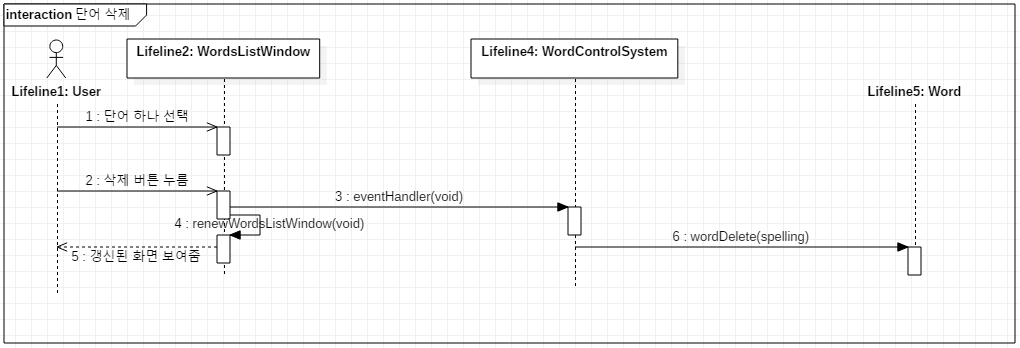 interaction 단어 삭제
Lifeline2: WordsListWindow
Lifeline4: WordControlSystem
Lifeline1: User
Lifeline5: Word
1 : 단어 하나 선택
2 : 삭제 버튼 누름
3 : eventHandler(void)
4 : renewWordsListWindow(void)
5 : 갱신된 화면 보여줌
6 : wordDelete(spelling)